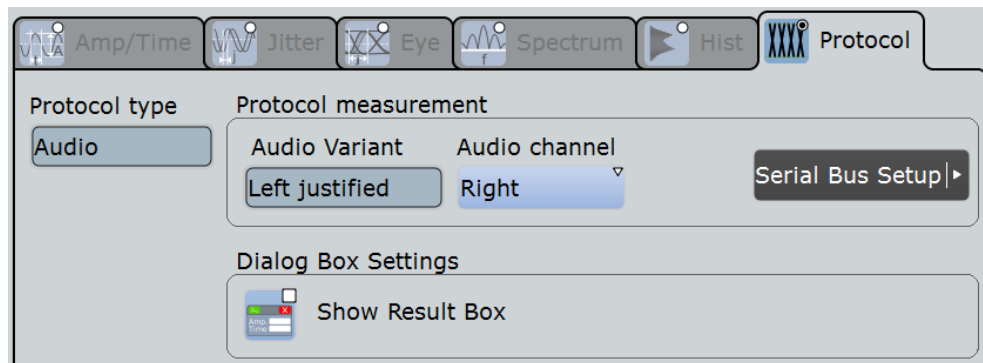 Amp/Time Jitter Eye Spectrum Hist Protocol
Protocol type Protocol measurement
Audio Audio Variant Audio channel
Left justified Right Serial Bus Setup
Dialog Box Settings
Show Result Box